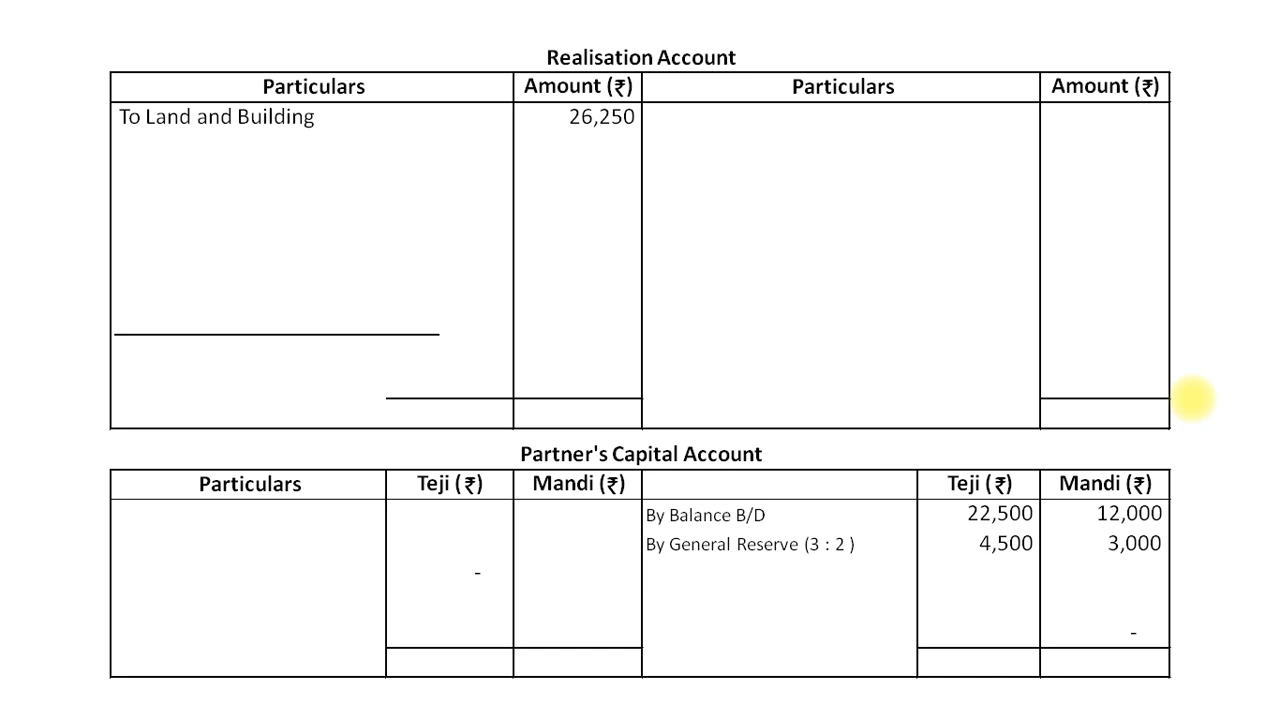 Realisation Account
Particulars Amount (₹) Particulars Amount (₹)
To Land and Building 26,250
Partner's Capital Account
Particulars Teji (₹) Mandi (₹) Teji (₹) Mandi (₹)
By Balance B/D 22,500 12,000
By General Reserve (3 : 2 ) 4,500 3,000
-
-